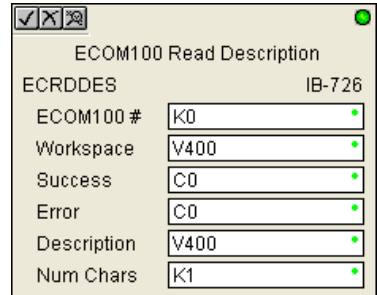 ECOM100 Read Description
ECRDDES IB-726
ECOM100 # K0
Workspace V400
Success C0
Error C0
Description V400
Num Chars K1